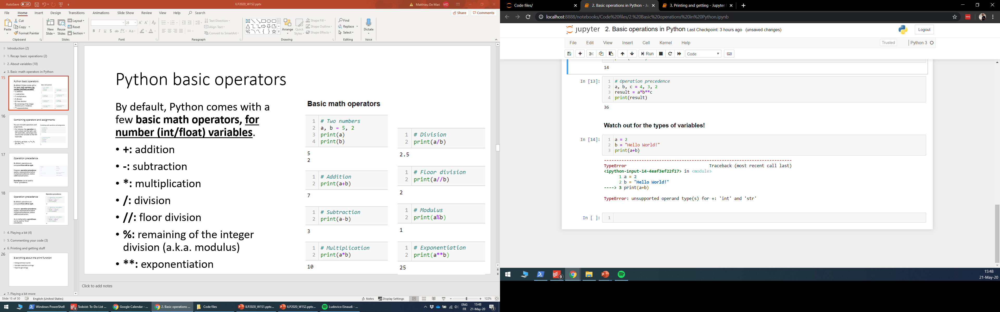 AutoSave Off
ILP2020_W1S2.pptx
Matthieu De Mari MD
File Home Insert Design Transitions Animations Slide Show Review View Help Search
Share Comments
Paste
Cut
Copy
Format Painter
Clipboard
New Slide
Reuse Slides
Layout
Reset
Section
Slides
28
Font
Text Direction
Align Text
Convert to SmartArt
Paragraph
Arrange
Quick Styles
Shape Fill
Shape Outline
Shape Effects
Drawing
Find
Replace
Select
Editing
Dictate
Voice
Introduction (2)
1. Recap: basic operations (2)
2. About variables (10)
3. Basic math operators in Python
15
Python basic operators
16
Combining operators and assignments
17
Operation precedence
18
Operation precedence
4. Playing a bit (4)
5. Commenting your code (3)
6. Printing and getting stuff
26
Everything about the print function
• Using commas in print
• Variable insertion in strings
• Input to get strings
7. Playing a bit more
Python basic operators
By default, Python comes with a
few basic math operators, for
number (int/float) variables.
• +: addition
• -: subtraction
• *: multiplication
• /: division
• //: floor division
• %: remaining of the integer
division (a.k.a. modulus)
• **: exponentiation
Basic math operators
1 # Two numbers
2 a, b = 5, 2
3 print(a)
4 print(b)
5
2
1 # Addition
2 print(a+b)
7
1 # Subtraction
2 print(a-b)
3
1 # Multiplication
2 print(a*b)
10
1 # Division
2 print(a/b)
2.5
1 # Floor division
2 print(a//b)
2
1 # Modulus
2 print(a%b)
1
1 # Exponentiation
2 print(a**b)
25
Click to add notes
Slide 15 of 30 English (United States)
Notes Display Settings 122%
Windows PowerShell
Todoist: To-Do List ...
Google Calendar - ...
2. Basic operations ...
Code files
ILP2020_W1S1.pptx...
ILP2020_W1S2.pptx...
Ludovico Einaudi - ...
ENG
FR
15:48
21-May-20
5
Code files/
2. Basic operations in Python - Ju
3. Printing and getting - Jupyter
localhost:8888/notebooks/Code%20files/2.%20Basic%20operations%20in%20Python.ipynb
jupyter 2. Basic operations in Python Last Checkpoint: 3 hours ago (unsaved changes)
Logout
File Edit View Insert Cell Kernel Help
Trusted Python 3
Run Code
14
In [13]:
1 # Operation precedence
2 a, b, c = 4, 3, 2
3 result = a*b**c
4 print(result)
36
Watch out for the types of variables!
In [14]:
1 a = 2
2 b = "Hello World!"
3 print(a+b)
---------------------------------------------------------------------------
TypeError Traceback (most recent call last)
<ipython-input-14-4eaf3ef22f17> in <module>
1 a = 2
2 b = "Hello World!"
----> 3 print(a+b)
TypeError: unsupported operand type(s) for +: 'int' and 'str'
In [ ]: 1
9
15:48
21-May-20